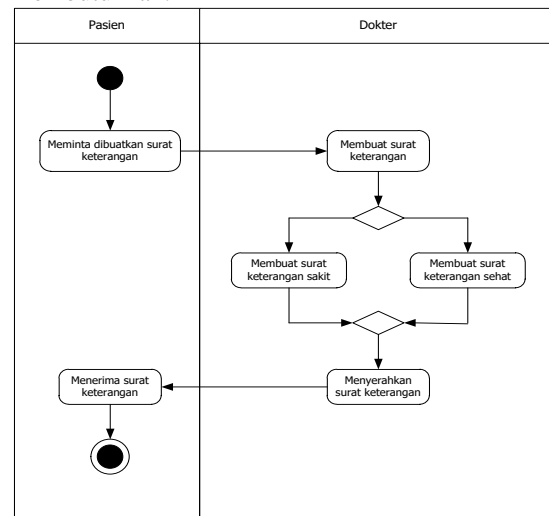 Pasien
Dokter
Meminta dibuatkan surat
keterangan
Membuat surat
keterangan
Membuat surat
keterangan sakit
Membuat surat
keterangan sehat
Menerima surat
keterangan
Menyerahkan
surat keterangan